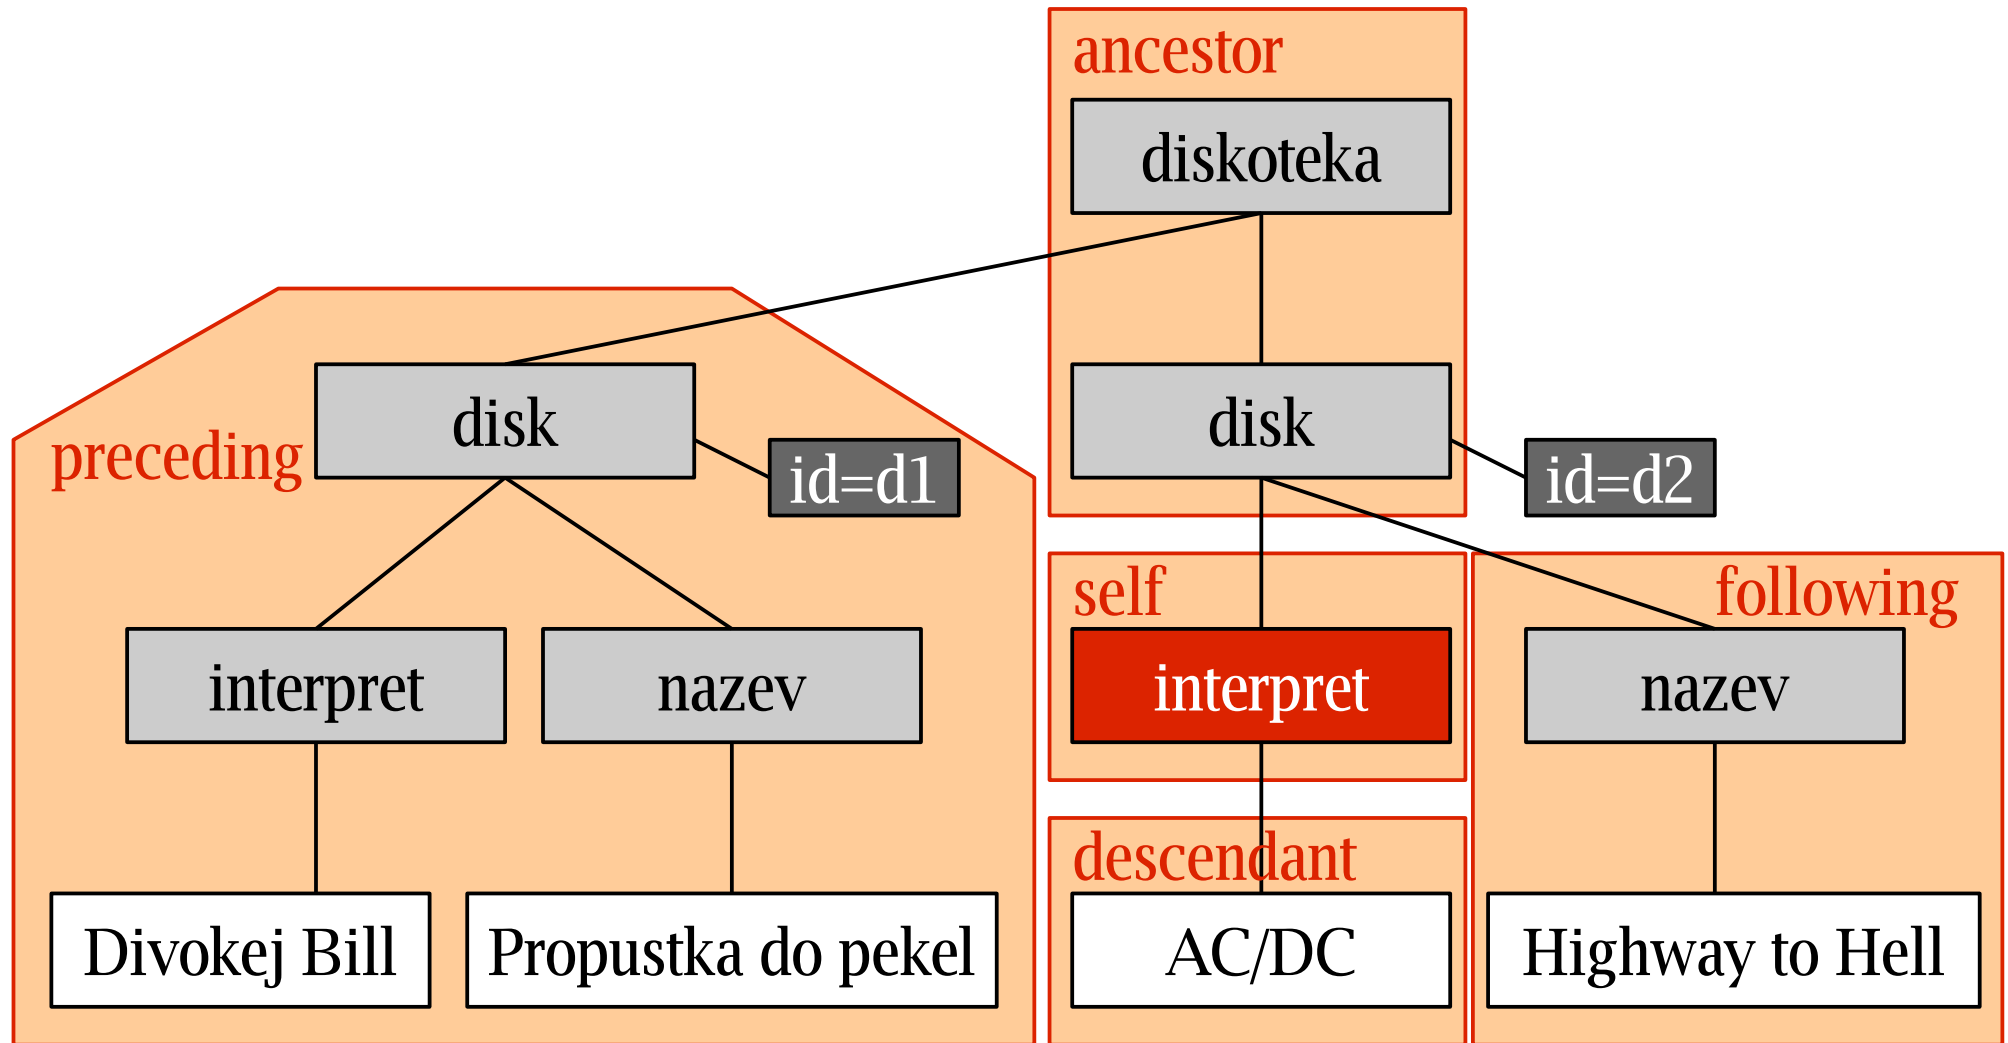 ancestor
diskoteka
disk
preceding
id=d1
disk
id=d2
self
following
interpret
nazev
interpret
nazev
descendant
Divokej Bill
Propustka do pekel
AC/DC
Highway to Hell